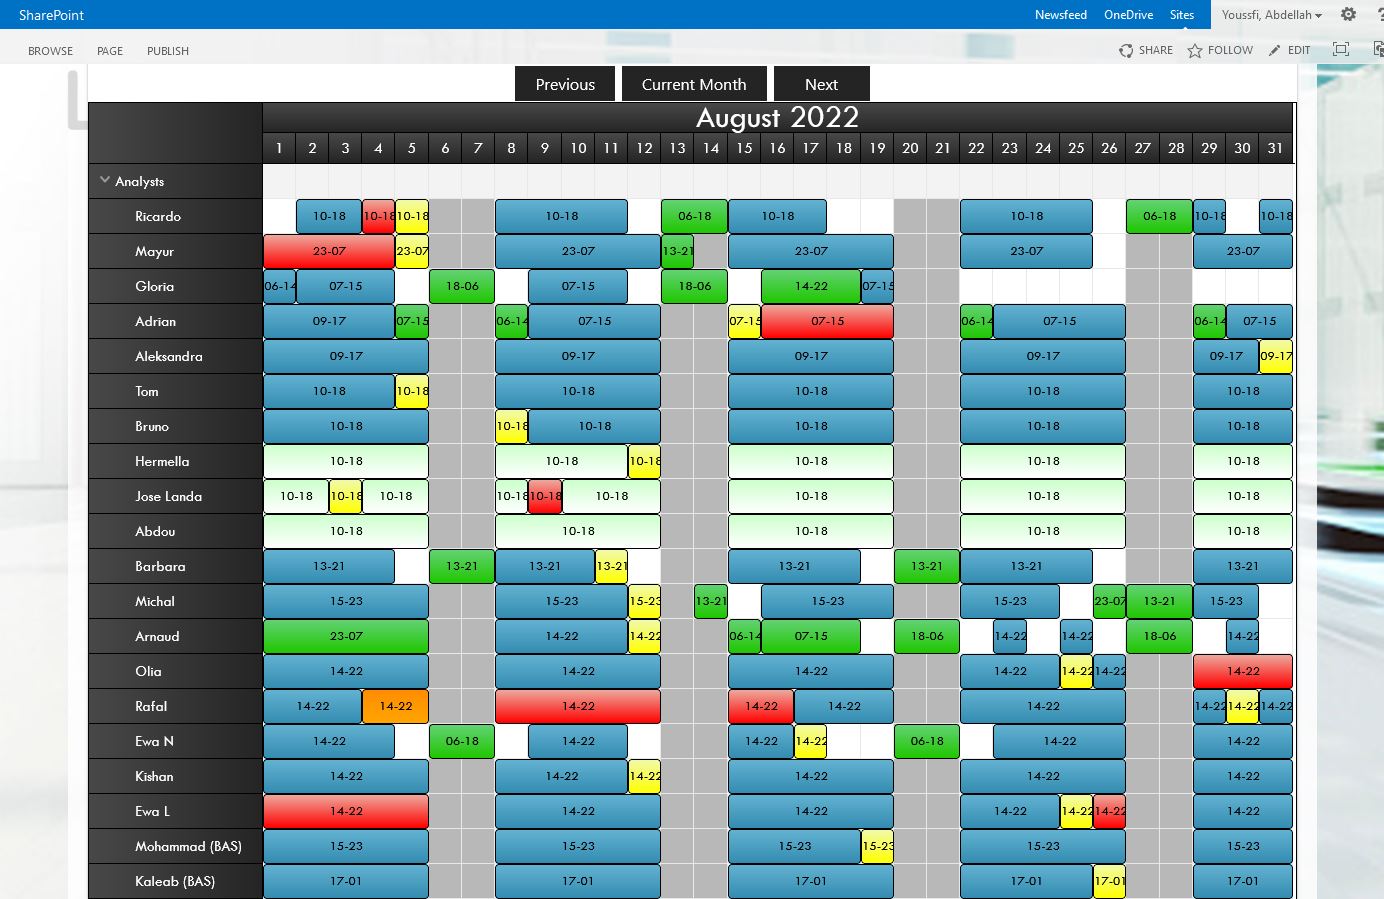 SharePoint Newsfeed OneDrive Sites Youssfi, Abdellah ?
BROWSE PAGE PUBLISH SHARE FOLLOW EDIT
Previous Current Month Next
August 2022
1 2 3 4 5 6 7 8 9 10 11 12 13 14 15 16 17 18 19 20 21 22 23 24 25 26 27 28 29 30 31
Analysts
Ricardo 10-18 10-18 10-18 10-18 06-18 10-18 10-18 06-18 10-18 10-18
Mayur 23-07 23-07 23-07 13-21 23-07 23-07 23-07
Gloria 06-14 07-15 18-06 07-15 18-06 14-22 07-15
Adrian 09-17 07-15 06-14 07-15 07-15 07-15 06-14 07-15 06-14 07-15
Aleksandra 09-17 09-17 09-17 09-17 09-17 09-17
Tom 10-18 10-18 10-18 10-18 10-18 10-18
Bruno 10-18 10-18 10-18 10-18 10-18 10-18
Hermella 10-18 10-18 10-18 10-18 10-18 10-18
Jose Landa 10-18 10-18 10-18 10-18 10-18 10-18 10-18 10-18 10-18
Abdou 10-18 10-18 10-18 10-18 10-18
Barbara 13-21 13-21 13-21 13-21 13-21 13-21 13-21 13-21
Michal 15-23 15-23 15-23 13-21 15-23 15-23 23-07 13-21 15-23
Arnaud 23-07 14-22 14-22 06-14 07-15 18-06 14-22 14-22 18-06 14-22
Olia 14-22 14-22 14-22 14-22 14-22 14-22 14-22
Rafal 14-22 14-22 14-22 14-22 14-22 14-22 14-22 14-22 14-22
Ewa N 14-22 06-18 14-22 14-22 14-22 06-18 14-22 14-22
Kishan 14-22 14-22 14-22 14-22 14-22 14-22
Ewa L 14-22 14-22 14-22 14-22 14-22 14-22 14-22
Mohammad (BAS) 15-23 15-23 15-23 15-23 15-23 15-23
Kaleab (BAS) 17-01 17-01 17-01 17-01 17-01 17-01